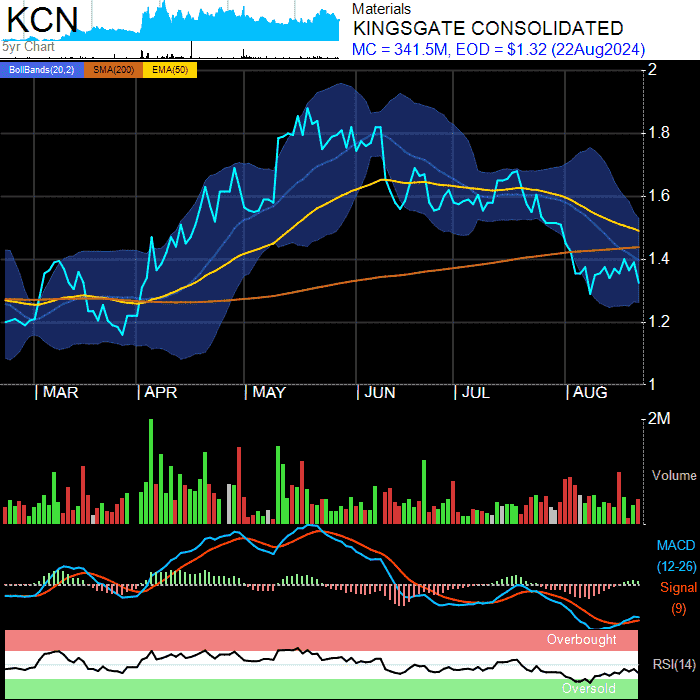 KCN
5yr Chart
Materials
KINGSGATE CONSOLIDATED
MC = 341.5M, EOD = $1.32 (22Aug2024)
BollBands(20,2) SMA(200) EMA(50)
2
1.8
1.6
1.4
1.2
1
| MAR | APR | MAY | JUN | JUL | AUG
2M
Volume
MACD
(12-26)
Signal
(9)
Overbought
RSI(14)
Oversold